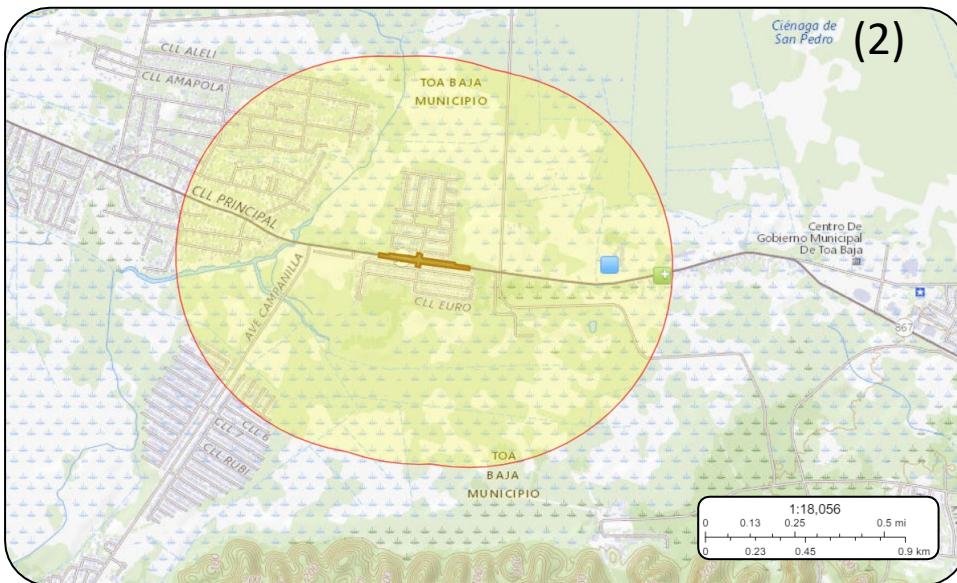 Ciénaga de
San Pedro
(2)
CLL ALELI
CLL AMAPOLA
TOA BAJA
MUNICIPIO
CLL PRINCIPAL
Centro De
Gobierno Municipal
De Toa Baja
AVE CAMPANILLA
CLL EURO
867
CLL 7
CLL 6
CLL RUBI
TOA
BAJA
MUNICIPIO
1:18,056
0 0.13 0.25 0.5 mi
0 0.23 0.45 0.9 km